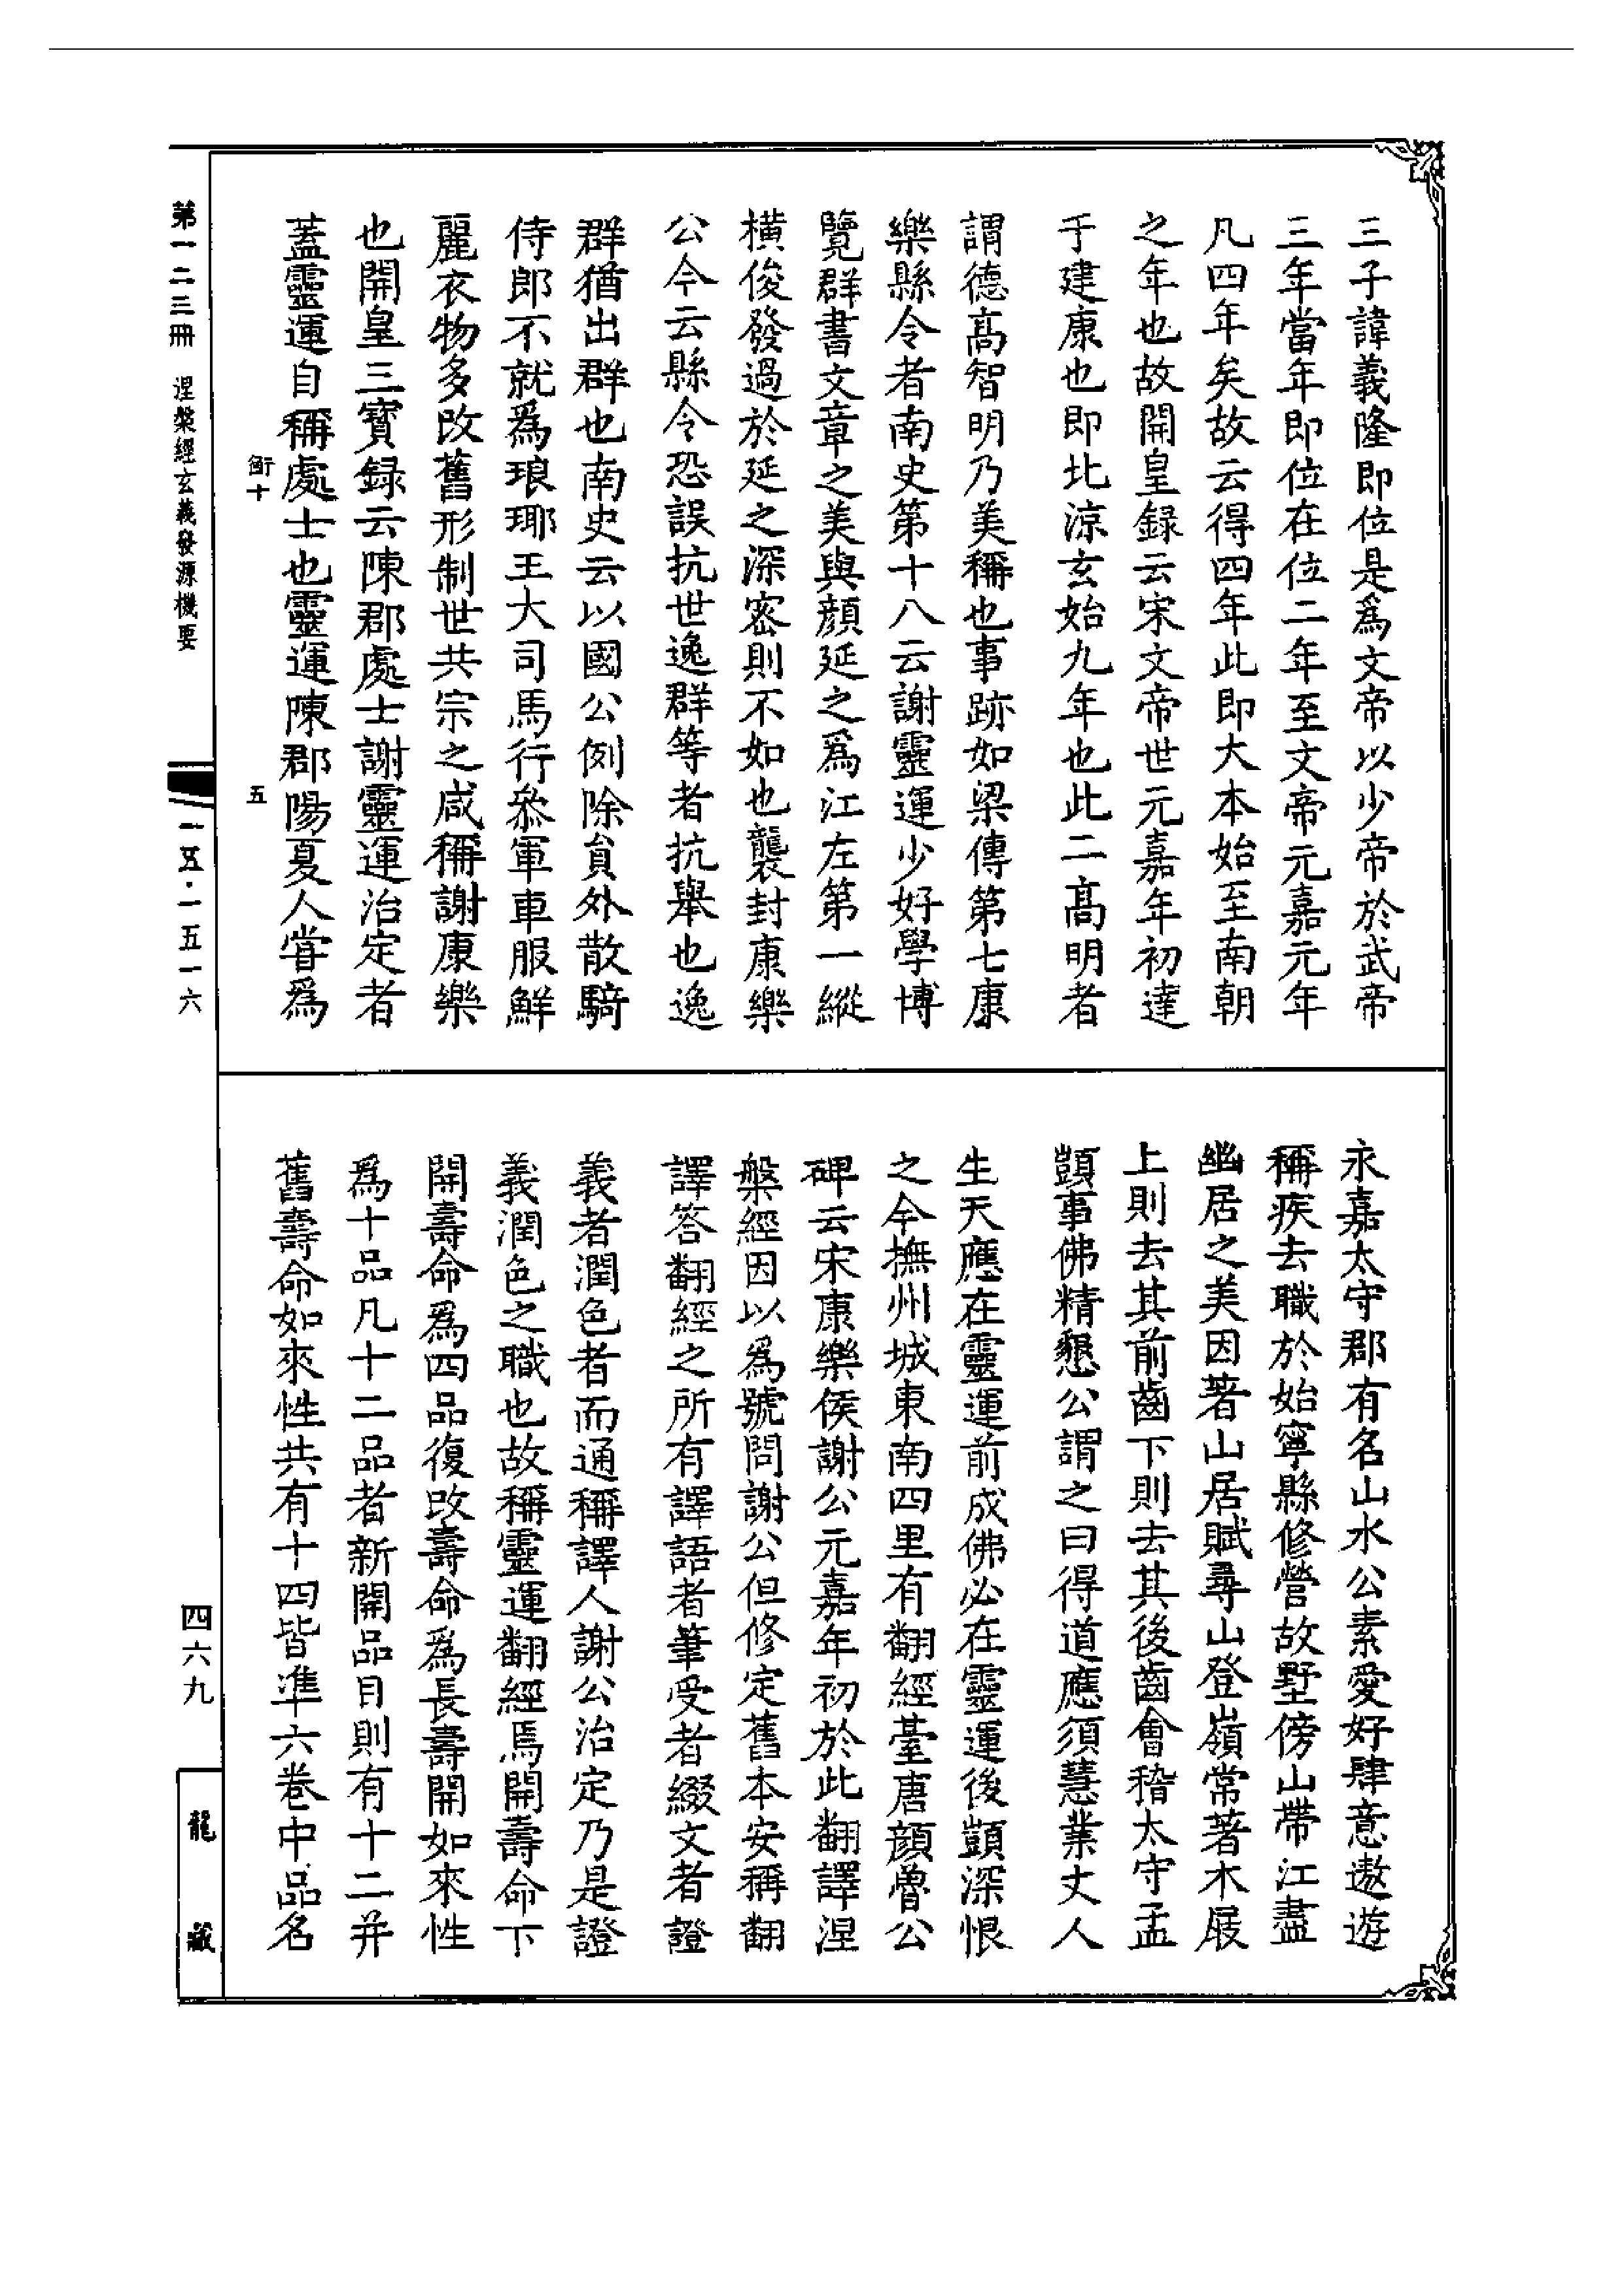 三子諱義隆即位是爲文帝以少帝於武帝
三年當年即位在位二年至文帝元嘉元年
凡四年矣故云得四年此即大本始至南朝
之年也故開皇録云宋文帝世元嘉年初達
于建康也即北涼玄始九年也此二髙明者
謂德髙智明乃美稱也事跡如梁傳第七康
樂縣令者南史第十八云謝靈運少好學博
覽群書文章之美與顔延之爲江左第一縱
横俊發過於延之深宻則不如也襲封康樂
公今云縣令恐誤抗世逸群等者抗舉也逸
群猶出群也南史云以國公例除貟外散騎
侍郎不就爲琅瑘王大司馬行叅軍車服鮮
麗衣物多改舊形制世共宗之咸稱謝康樂
也開皇三寳録云陳郡處士謝靈運治定者
蓋靈運自稱處士也靈運陳郡陽夏人甞爲
永嘉太守郡有名山水公素愛好肆意遨遊
稱疾去職於始寧縣修營故墅傍山帶江盡
幽居之美因著山居賦尋山登嶺常著木屐
上則去其前齒下則去其後齒會稽太守孟
顗事佛精懇公謂之曰得道應須慧業丈人
生天應在靈運前成佛必在靈運後顗深恨
之今撫州城東南四里有翻經臺唐顔魯公
碑云宋康樂侯謝公元嘉年初於此翻譯涅
槃經因以爲號問謝公但修定舊本安稱翻
譯答翻經之所有譯語者筆受者綴文者證
義者潤色者而通稱譯人謝公治定乃是證
義潤色之職也故稱靈運翻經焉開壽命下
開壽命爲四品復改壽命爲長壽開如來性
爲十品凡十二品者新開品目則有十二并
舊壽命如來性共有十四皆準六卷中品名
第一二三冊 涅槃經玄義發源機要
衡十 五
一五·一五一六
四六九
龍藏